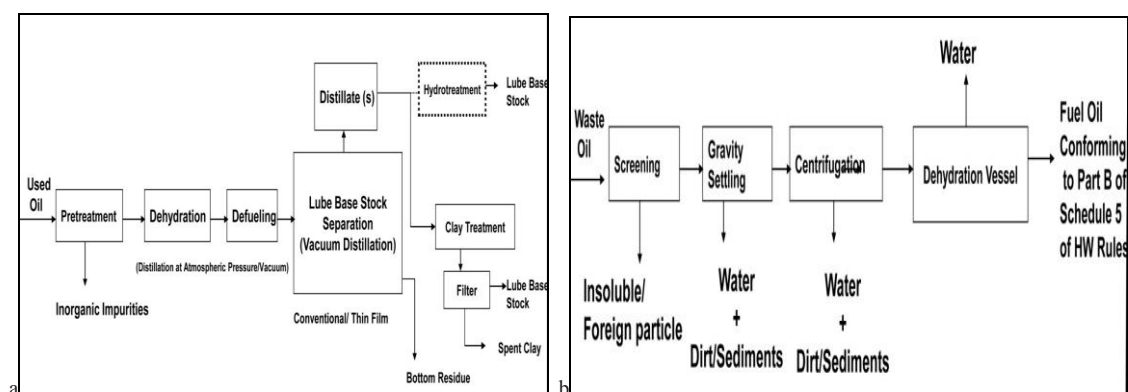 Used
Oil
Pretreatment
Inorganic Impurities
Dehydration
Defueling
(Distillation at Atmospheric Pressure/Vacuum)
Lube Base Stock
Separation
(Vacuum Distillation)
Conventional/ Thin Film
Distillate (s)
Hydrotreatment
Lube Base
Stock
Clay Treatment
Filter
Lube Base
Stock
Spent Clay
Bottom Residue
a
Waste
Oil
Screening
Insoluble/
Foreign particle
Gravity
Settling
Water
+
Dirt/Sediments
Centrifugation
Water
+
Dirt/Sediments
Dehydration Vessel
Water
Fuel Oil
Conforming
to Part B of
Schedule 5
of HW Rules
b